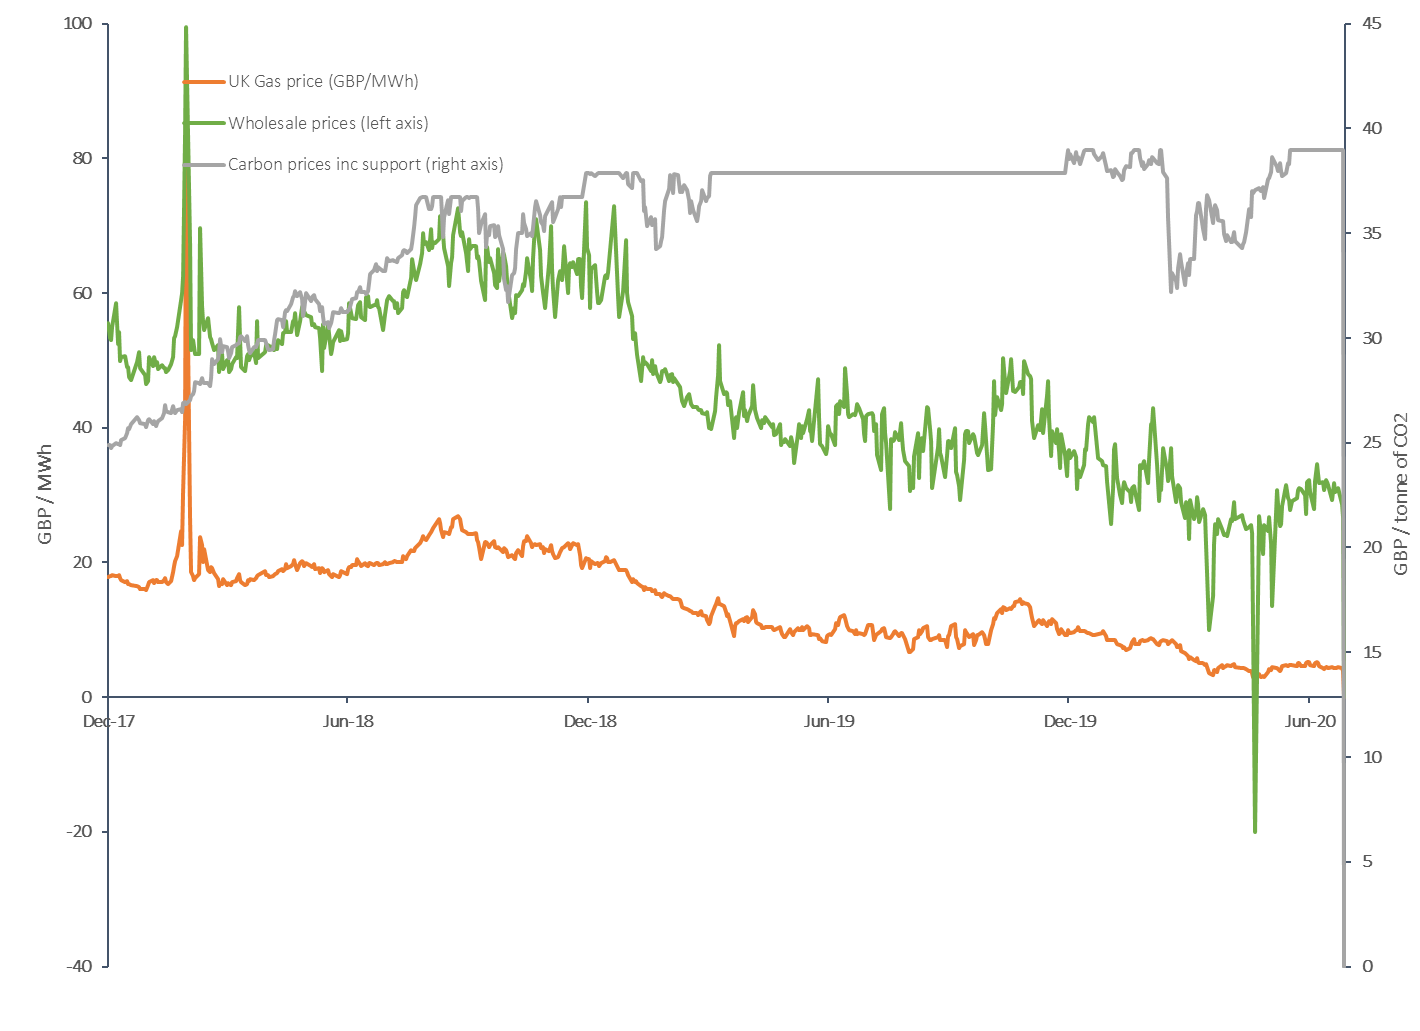 100
45
UK Gas price (GBP/MWh)
Wholesale prices (left axis)
Carbon prices inc support (right axis)
80
60
40
20
0
-20
-40
40
35
30
25
20
15
10
5
0
GBP / MWh
GBP / tonne of CO2
Dec-17
Jun-18
Dec-18
Jun-19
Dec-19
Jun-20